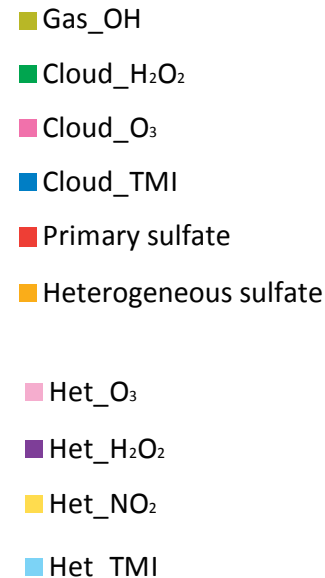 Gas_OH
Cloud_H₂O₂
Cloud_O₃
Cloud_TMI
Primary sulfate
Heterogeneous sulfate
Het_O₃
Het_H₂O₂
Het_NO₂
Het_TMI